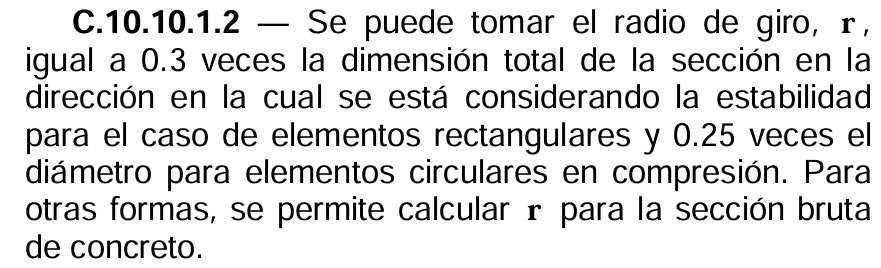 C.10.10.1.2 — Se puede tomar el radio de giro, r,
igual a 0.3 veces la dimensión total de la sección en la
dirección en la cual se está considerando la estabilidad
para el caso de elementos rectangulares y 0.25 veces el
diámetro para elementos circulares en compresión. Para
otras formas, se permite calcular r para la sección bruta
de concreto.